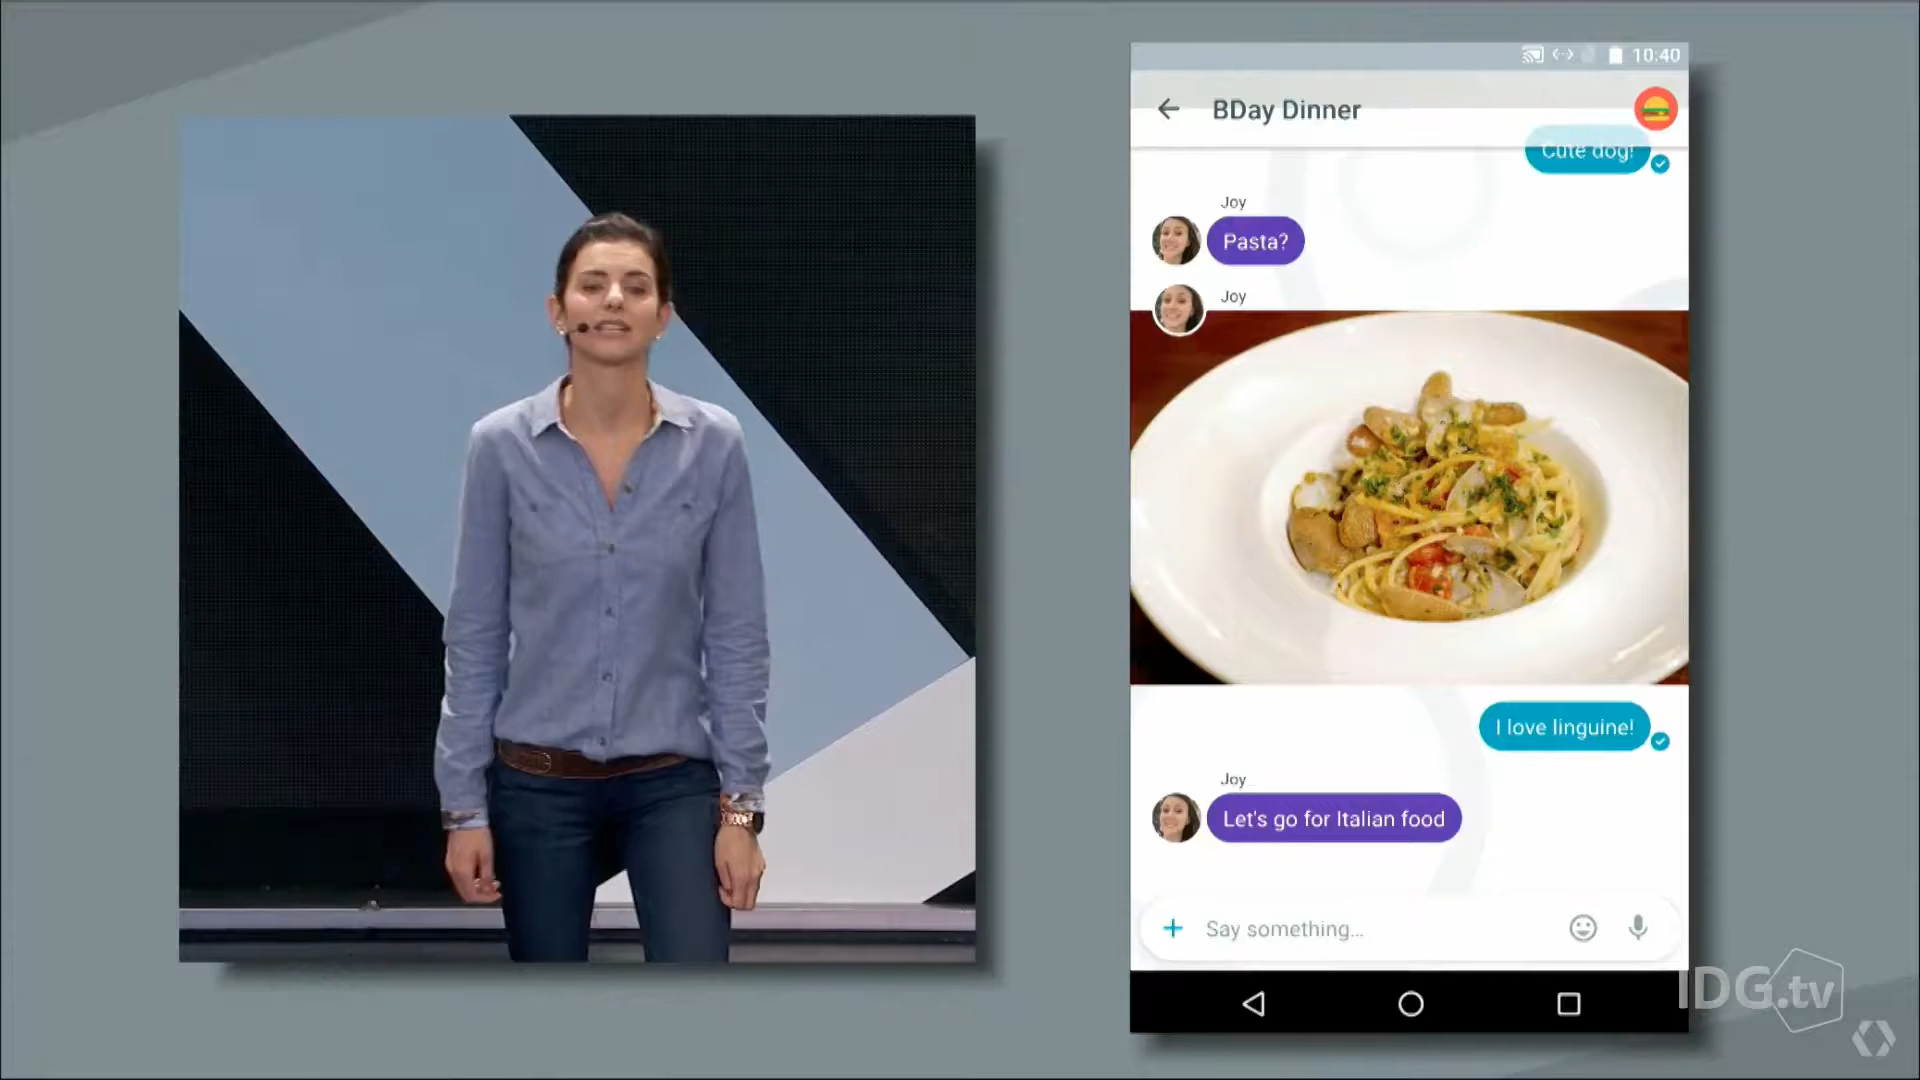 10:40
BDay Dinner
Cute dog!
Joy
Pasta?
Joy
I love linguine!
Joy
Let's go for Italian food
Say something...
IDG.tv